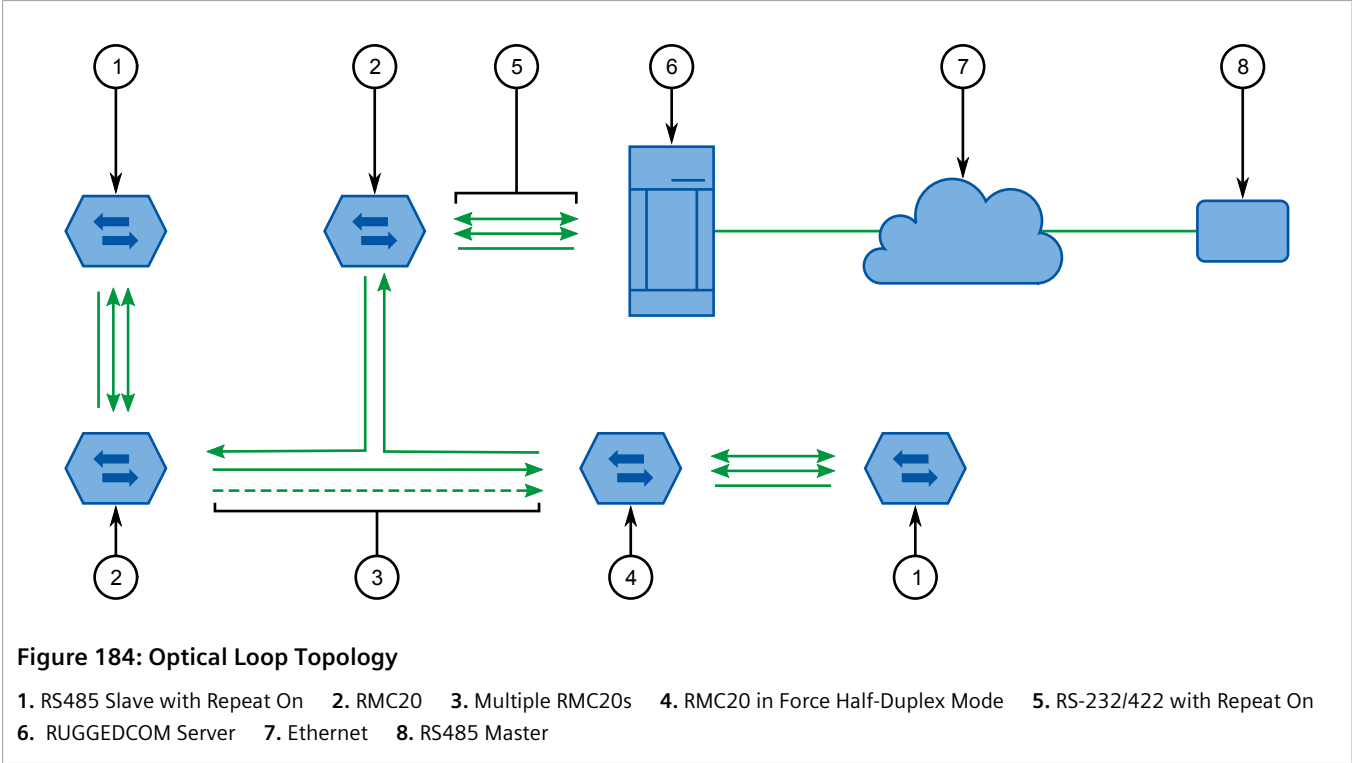 1 2 5 6 7 8
2 3 4 1
Figure 184: Optical Loop Topology
1. RS485 Slave with Repeat On 2. RMC20 3. Multiple RMC20s 4. RMC20 in Force Half-Duplex Mode 5. RS-232/422 with Repeat On
6. RUGGEDCOM Server 7. Ethernet 8. RS485 Master